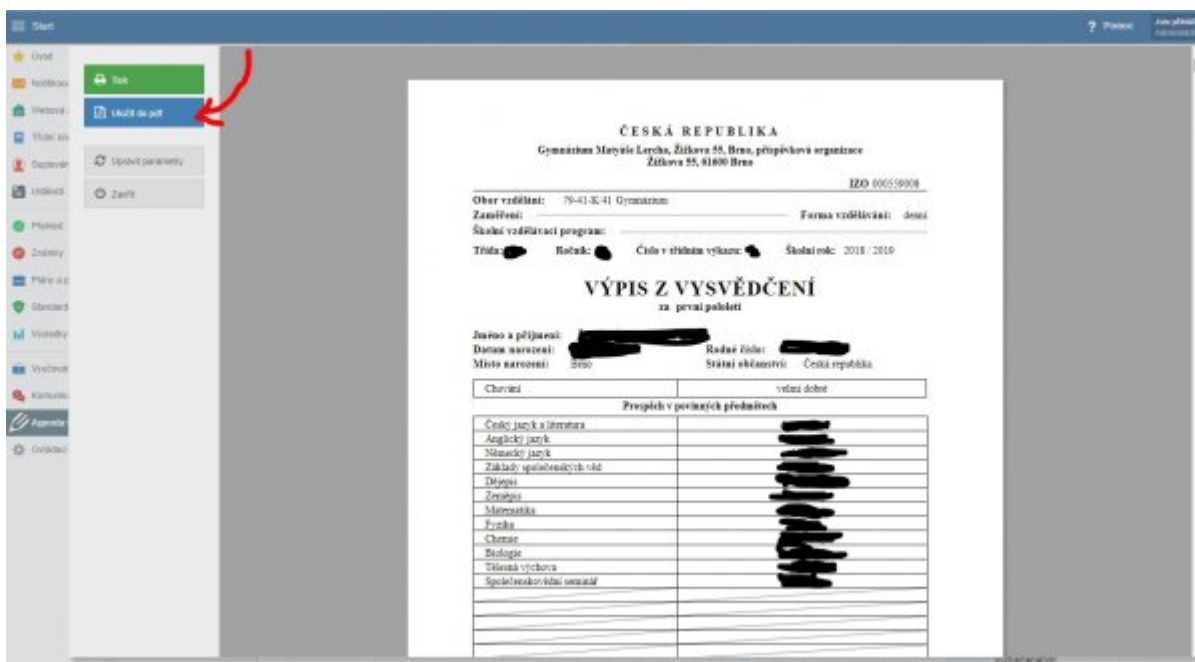 Start
? Pomoc
Úvod
Tisk
Uložit do pdf
Upravit parametry
Zavřít
Známky
Agenda
ČESKÁ REPUBLIKA
Gymnázium Matyáše Lercha, Žižkova 55, Brno, příspěvková organizace
Žižkova 55, 61600 Brno
IZO 000559008
Obor vzdělání: 79-41-K/41 Gymnázium
Zaměření: Forma vzdělávání: denní
Školní vzdělávací program:
Třída: Ročník: Číslo v třídním výkazu: Školní rok: 2018 / 2019
VÝPIS Z VYSVĚDČENÍ
za první pololetí
Jméno a příjmení:
Datum narození: Rodné číslo:
Místo narození: Brno Státní občanství: Česká republika
Chování velmi dobré
Prospěch v povinných předmětech
Český jazyk a literatura
Anglický jazyk
Německý jazyk
Základy společenských věd
Dějepis
Zeměpis
Matematika
Fyzika
Chemie
Biologie
Tělesná výchova
Společenskovědní seminář